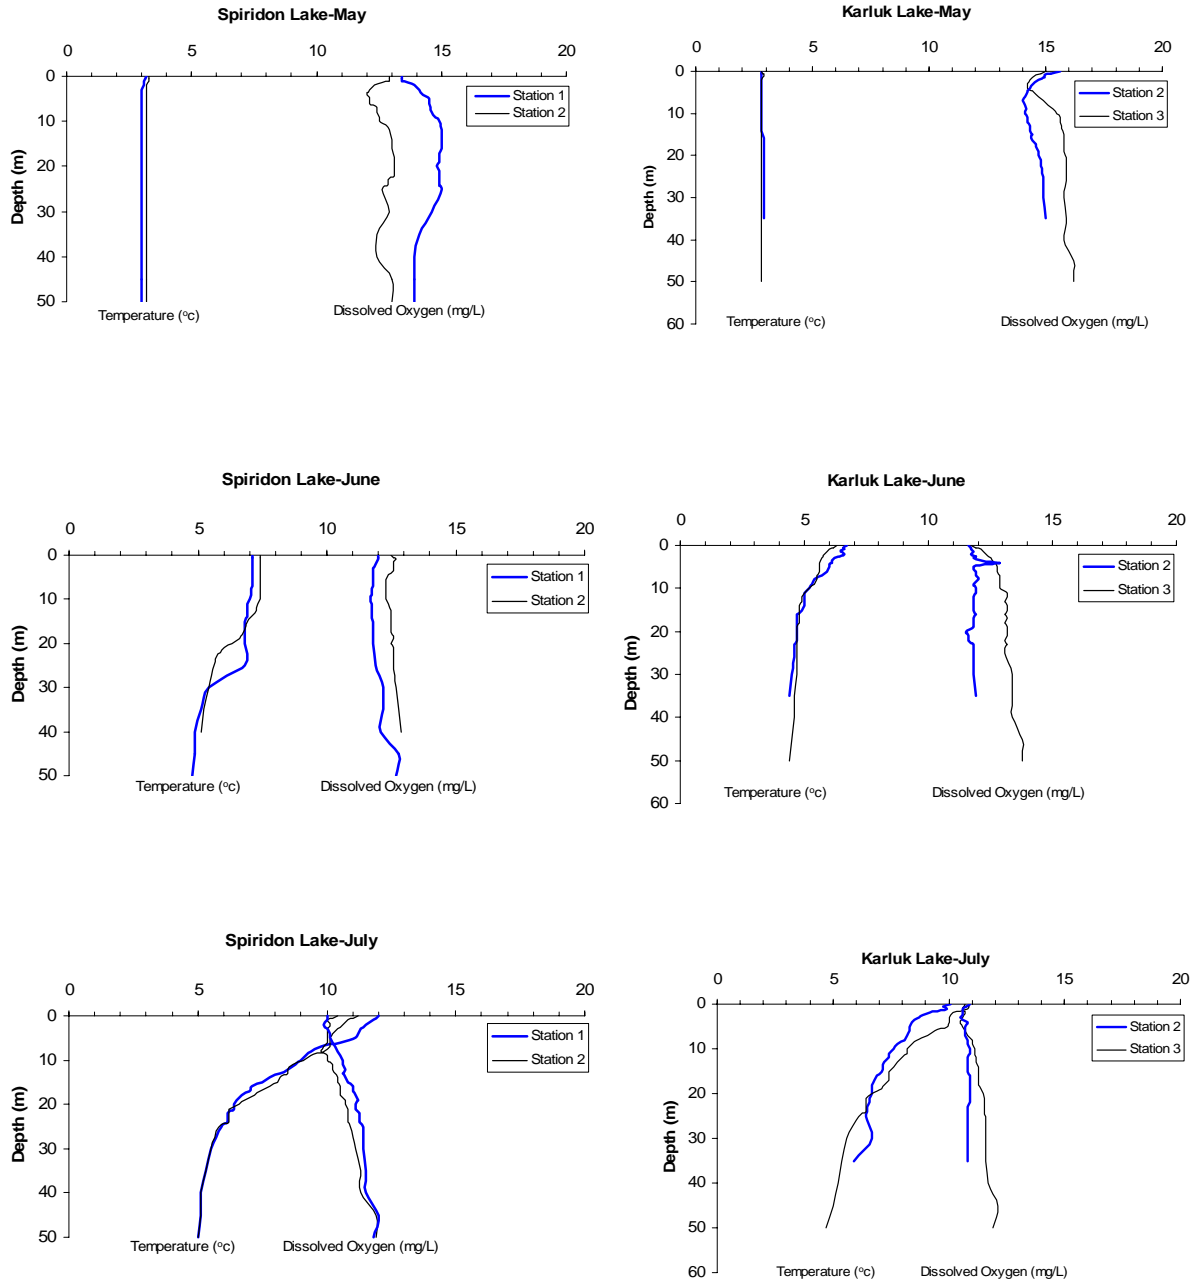 Spiridon Lake-May
0 5 10 15 20
0
10
20
30
40
50
Depth (m)
Station 1
Station 2
Temperature (°c)
Dissolved Oxygen (mg/L)
Karluk Lake-May
0 5 10 15 20
0
10
20
30
40
50
60
Depth (m)
Station 2
Station 3
Temperature (°c)
Dissolved Oxygen (mg/L)
Spiridon Lake-June
0 5 10 15 20
0
10
20
30
40
50
Depth (m)
Station 1
Station 2
Temperature (°c)
Dissolved Oxygen (mg/L)
Karluk Lake-June
0 5 10 15 20
0
10
20
30
40
50
60
Depth (m)
Station 2
Station 3
Temperature (°c)
Dissolved Oxygen (mg/L)
Spiridon Lake-July
0 5 10 15 20
0
10
20
30
40
50
Depth (m)
Station 1
Station 2
Temperature (°c)
Dissolved Oxygen (mg/L)
Karluk Lake-July
0 5 10 15 20
0
10
20
30
40
50
60
Depth (m)
Station 2
Station 3
Temperature (°c)
Dissolved Oxygen (mg/L)